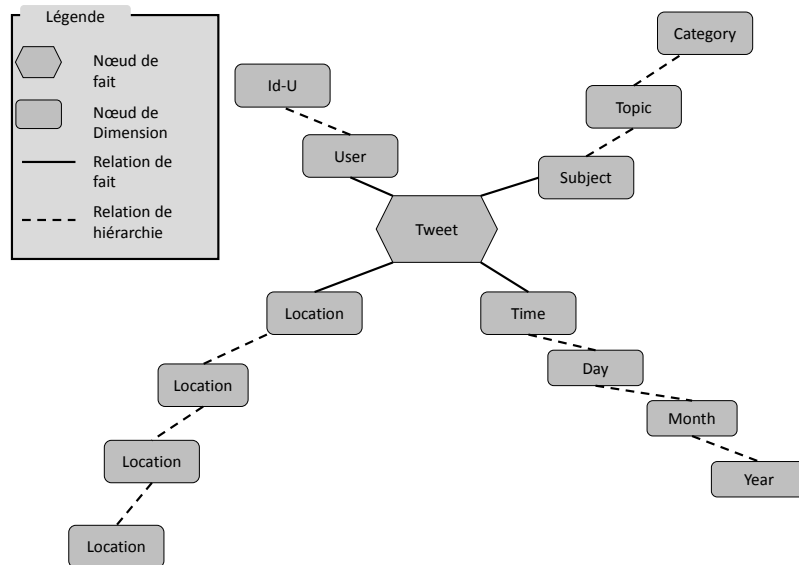 Légende
Nœud de
fait
Nœud de
Dimension
Relation de
fait
Relation de
hiérarchie
Category
Id-U
Topic
User
Subject
Tweet
Location
Time
Location
Day
Month
Location
Year
Location